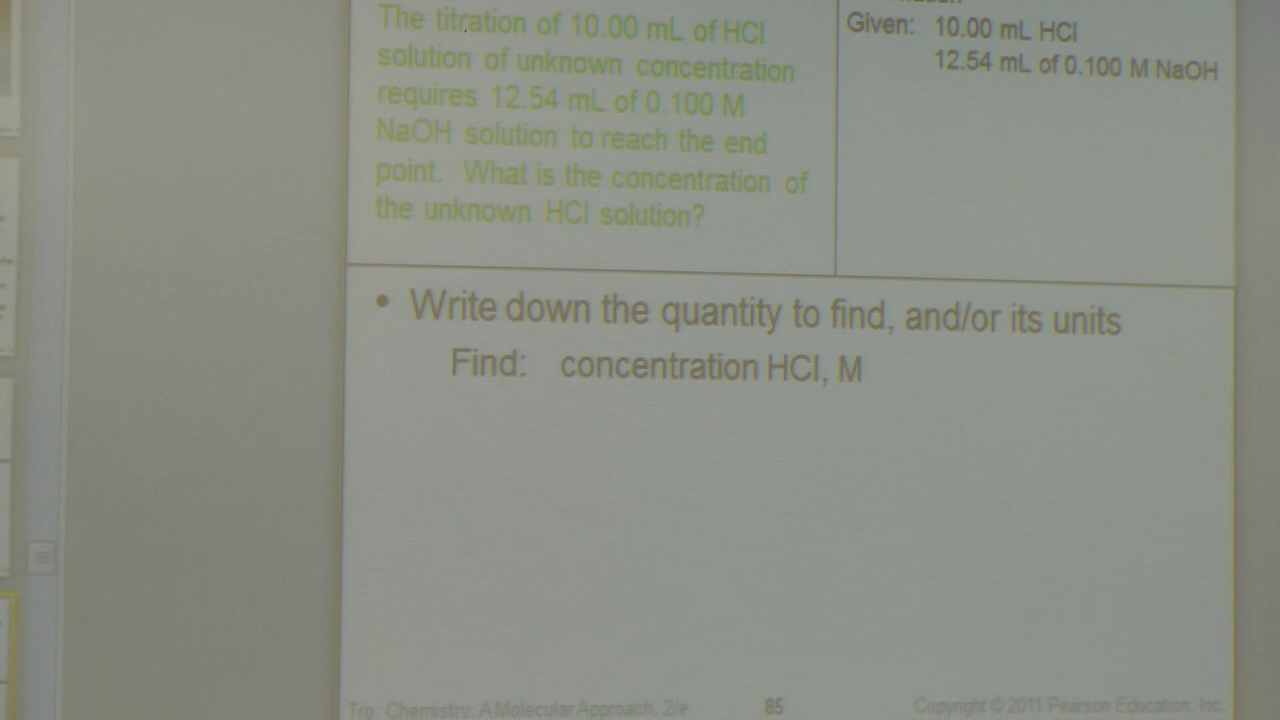 The titration of 10.00 mL of HCl
solution of unknown concentration
requires 12.54 mL of 0.100 M
NaOH solution to reach the end
point. What is the concentration of
the unknown HCl solution?
Given: 10.00 mL HCl
12.54 mL of 0.100 M NaOH
• Write down the quantity to find, and/or its units
Find: concentration HCl, M
Tro: Chemistry: A Molecular Approach, 2/e
85
Copyright © 2011 Pearson Education, Inc.